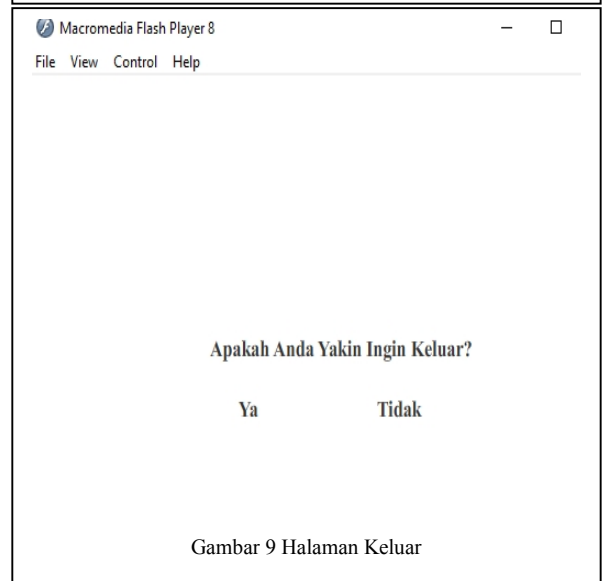 Macromedia Flash Player 8
File View Control Help
Apakah Anda Yakin Ingin Keluar?
Ya Tidak
Gambar 9 Halaman Keluar